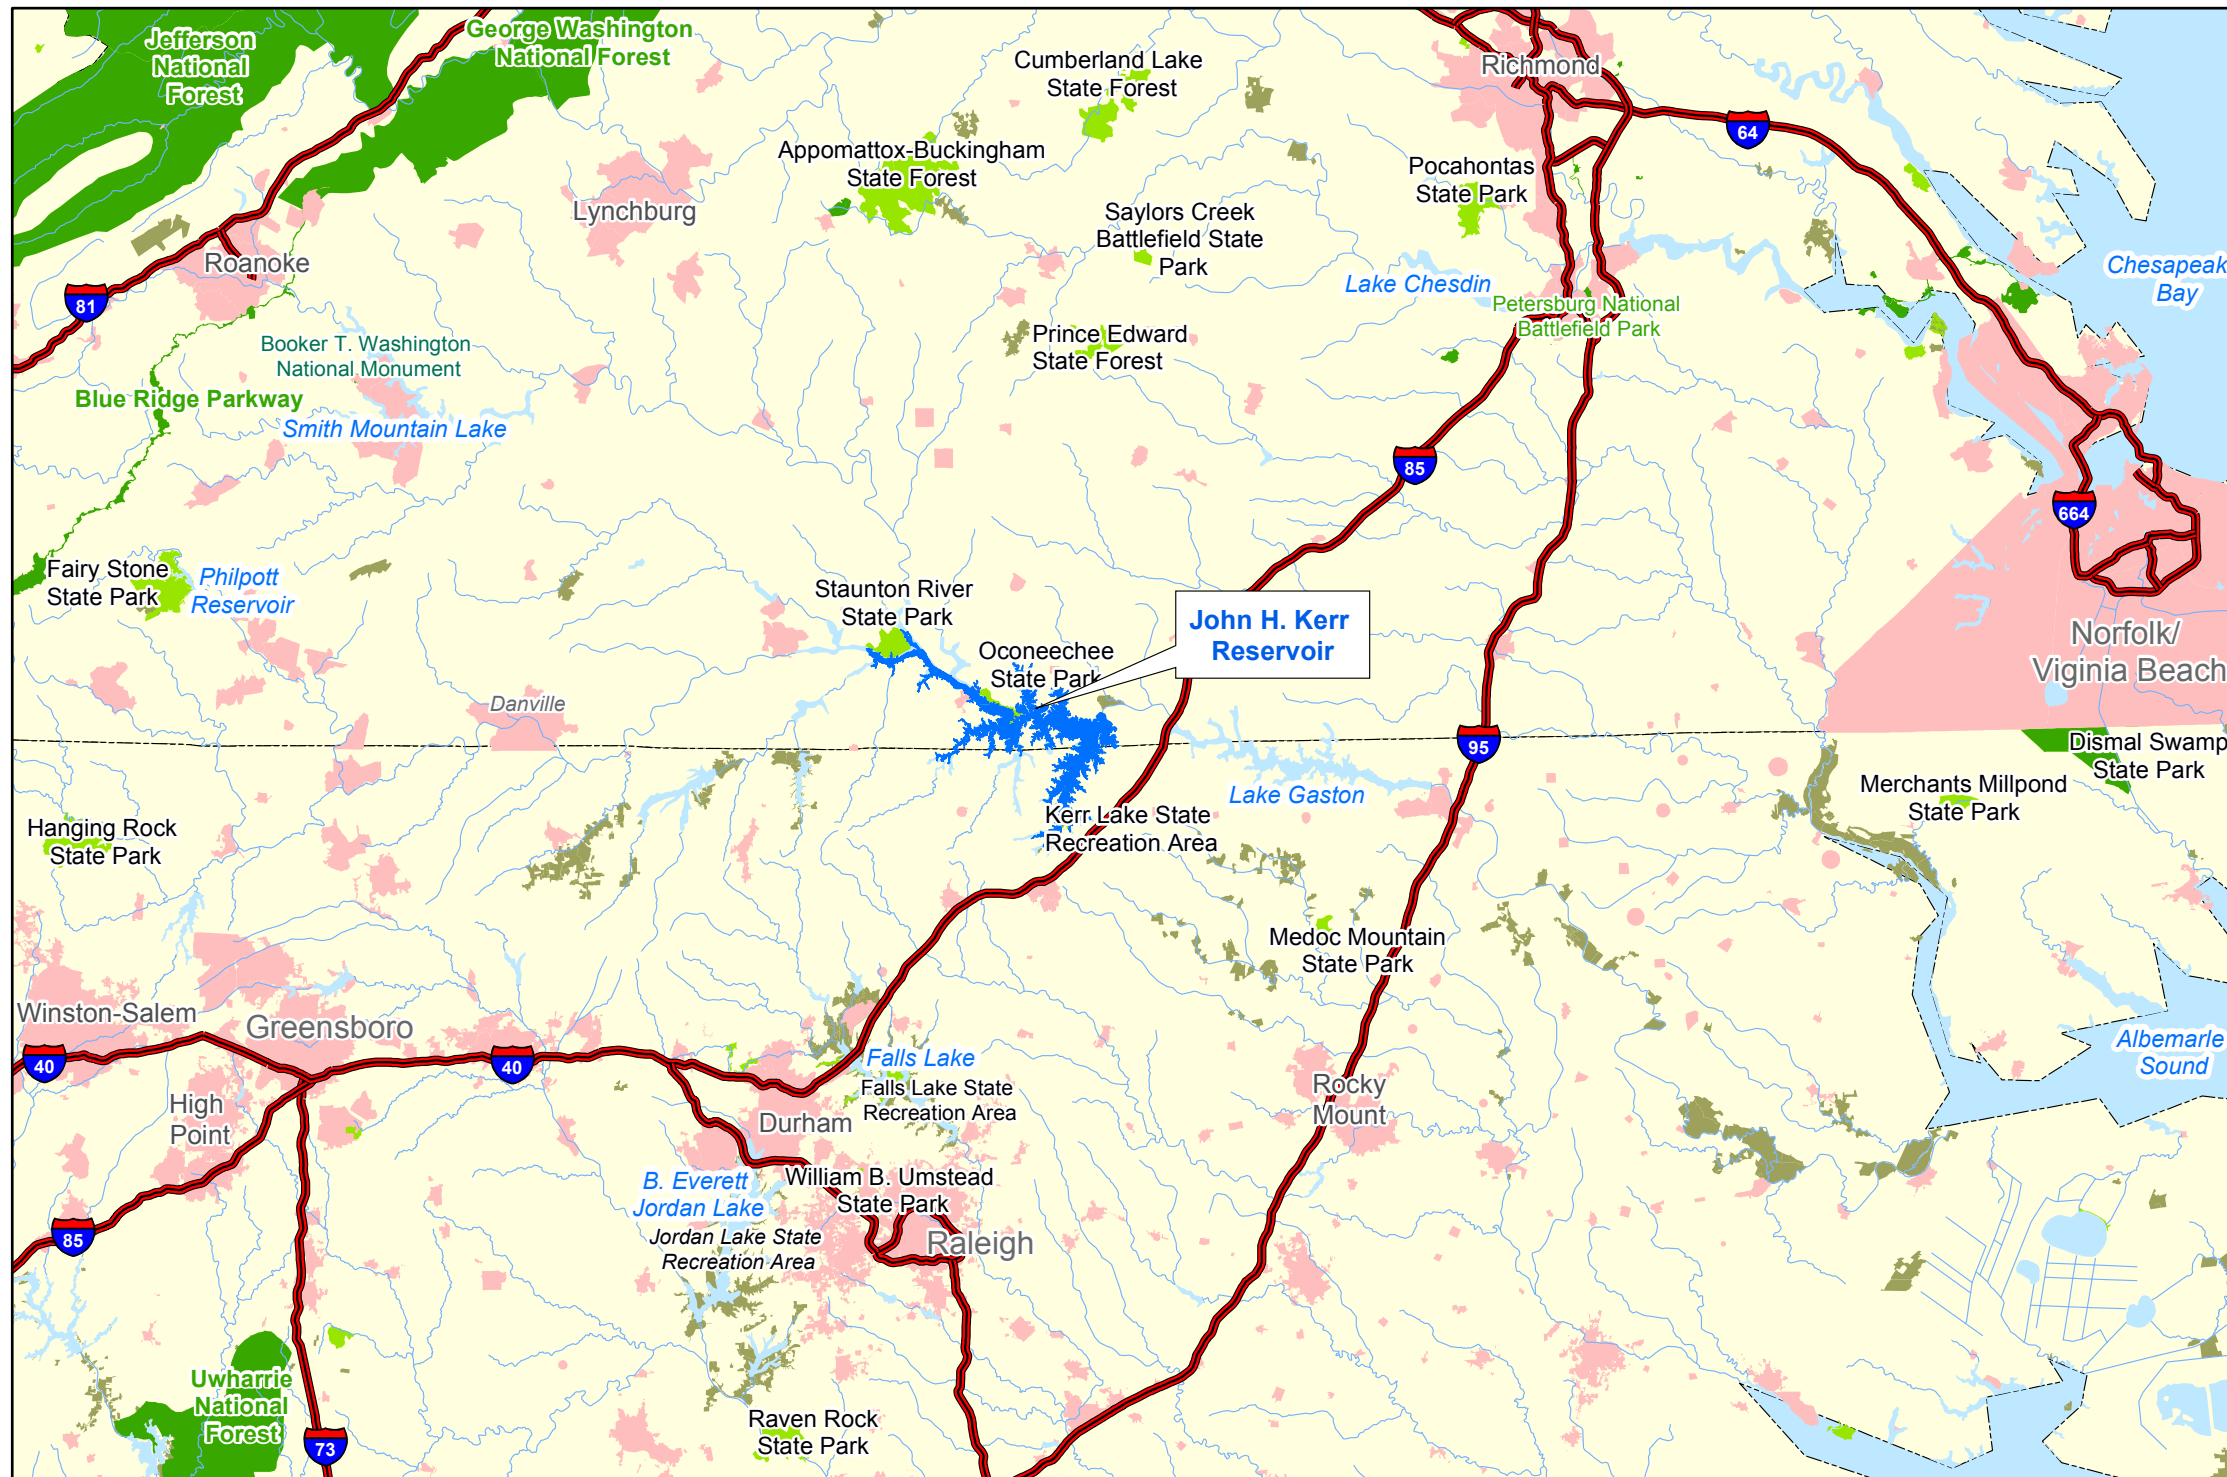 Jefferson
National
Forest
George Washington
National Forest
Cumberland Lake
State Forest
Richmond
64
Appomattox-Buckingham
State Forest
Pocahontas
State Park
Lynchburg
Saylors Creek
Battlefield State
Park
Roanoke
81
Lake Chesdin
Chesapeak
Bay
Petersburg National
Battlefield Park
Booker T. Washington
National Monument
Prince Edward
State Forest
Blue Ridge Parkway
Smith Mountain Lake
85
664
Fairy Stone
State Park
Philpott
Reservoir
Staunton River
State Park
John H. Kerr
Reservoir
Oconeechee
State Park
Norfolk/
Viginia Beach
Danville
95
Dismal Swamp
State Park
Lake Gaston
Merchants Millpond
State Park
Kerr Lake State
Recreation Area
Hanging Rock
State Park
Medoc Mountain
State Park
Winston-Salem
Greensboro
40
40
Falls Lake
Falls Lake State
Recreation Area
Albemarle
Sound
High
Point
Durham
Rocky
Mount
B. Everett
Jordan Lake
William B. Umstead
State Park
Jordan Lake State
Recreation Area
Raleigh
85
Uwharrie
National
Forest
73
Raven Rock
State Park